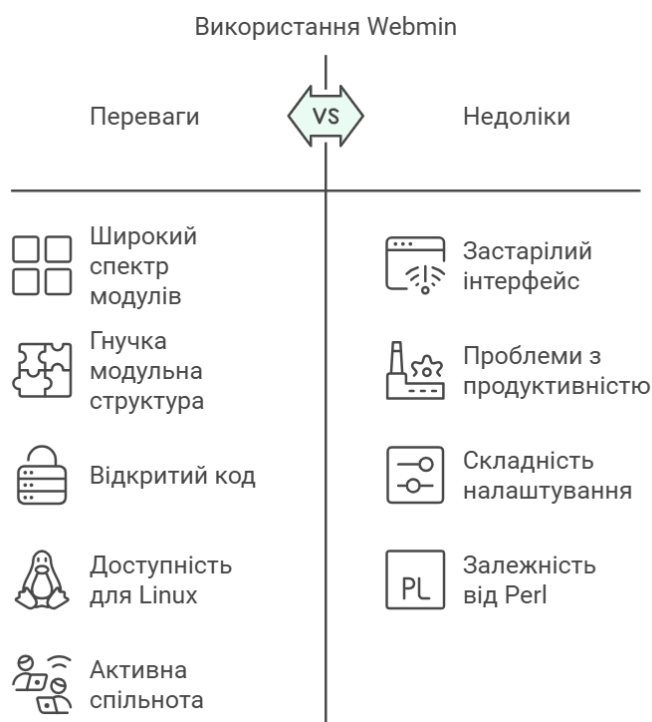 Використання Webmin
Переваги
VS
Недоліки
Широкий
спектр
модулів
Гнучка
модульна
структура
Відкритий код
Доступність
для Linux
Активна
спільнота
Застарілий
інтерфейс
Проблеми з
продуктивністю
Складність
налаштування
PL
Залежність
від Perl